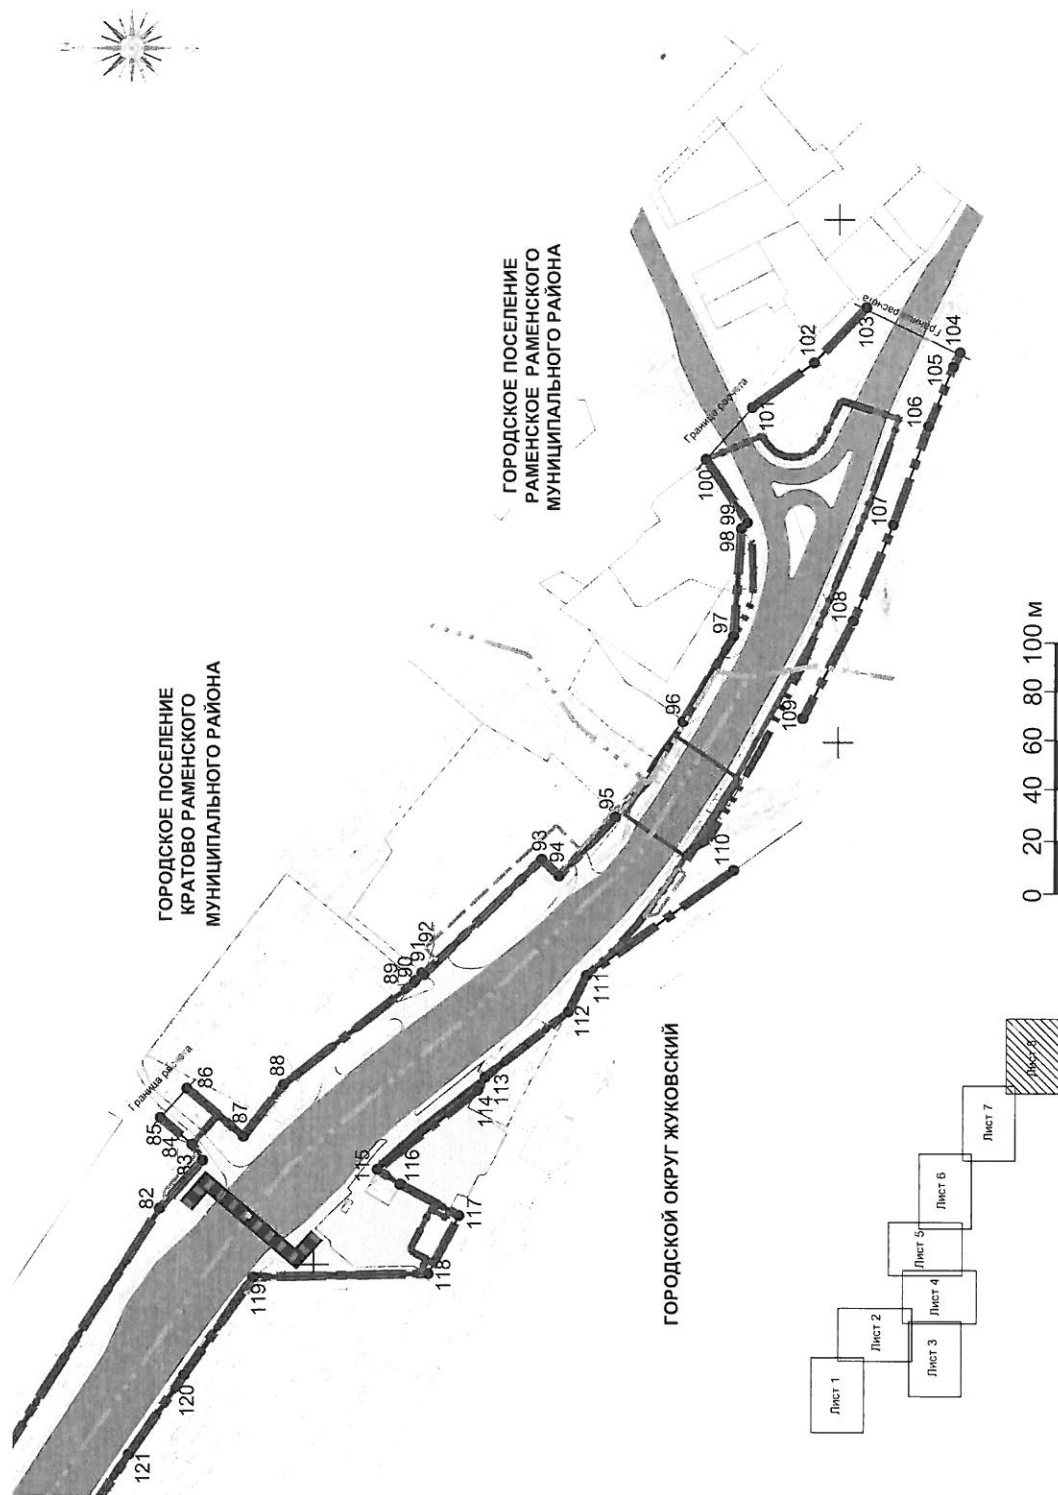 ГОРОДСКОЕ ПОСЕЛЕНИЕ
КРАТОВО РАМЕНСКОГО
МУНИЦИПАЛЬНОГО РАЙОНА
ГОРОДСКОЕ ПОСЕЛЕНИЕ
РАМЕНСКОЕ РАМЕНСКОГО
МУНИЦИПАЛЬНОГО РАЙОНА
ГОРОДСКОЙ ОКРУГ ЖУКОВСКИЙ
Граница расчета
Граница расчета
Граница расчета
82
83
84
85
86
87
88
89
90
91
92
93
94
95
96
97
98
99
100
101
102
103
104
105
106
107
108
109
110
111
112
113
114
115
116
117
118
119
120
121
0 20 40 60 80 100 м
Лист 1
Лист 2
Лист 3
Лист 4
Лист 5
Лист 6
Лист 7
Лист 8